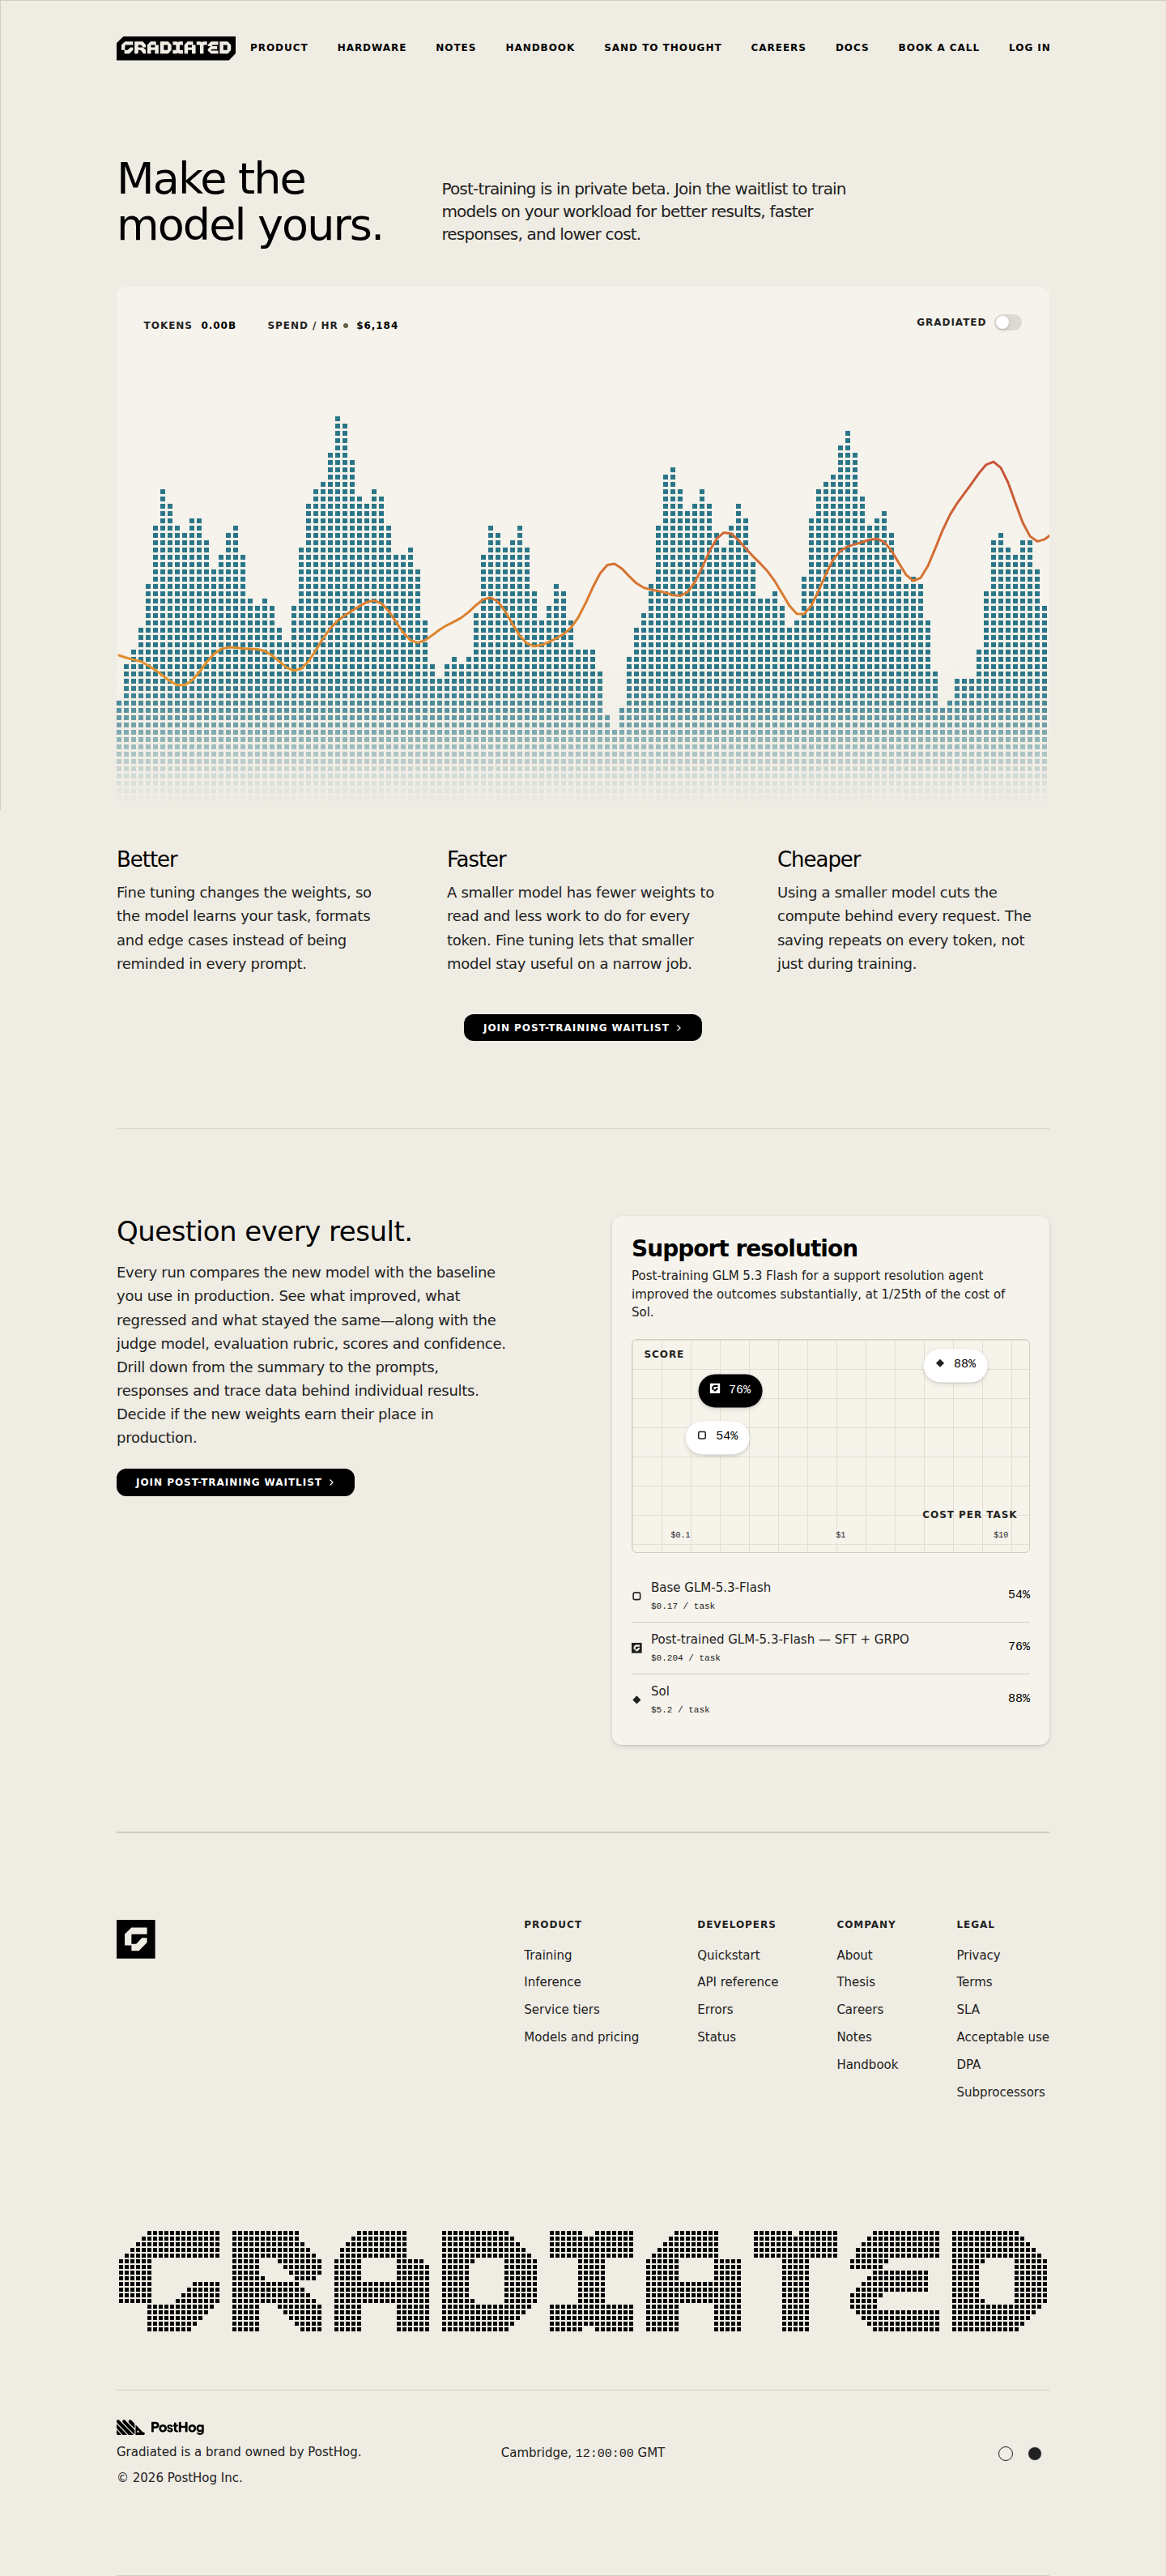 GRADIATED
PRODUCT
HARDWARE
NOTES
HANDBOOK
SAND TO THOUGHT
CAREERS
DOCS
BOOK A CALL
LOG IN
Make the
model yours.
Post-training is in private beta. Join the waitlist to train
models on your workload for better results, faster
responses, and lower cost.
TOKENS 0.00B
SPEND / HR $6,184
GRADIATED
Better
Fine tuning changes the weights, so
the model learns your task, formats
and edge cases instead of being
reminded in every prompt.
Faster
A smaller model has fewer weights to
read and less work to do for every
token. Fine tuning lets that smaller
model stay useful on a narrow job.
Cheaper
Using a smaller model cuts the
compute behind every request. The
saving repeats on every token, not
just during training.
JOIN POST-TRAINING WAITLIST
Question every result.
Every run compares the new model with the baseline
you use in production. See what improved, what
regressed and what stayed the same—along with the
judge model, evaluation rubric, scores and confidence.
Drill down from the summary to the prompts,
responses and trace data behind individual results.
Decide if the new weights earn their place in
production.
JOIN POST-TRAINING WAITLIST
Support resolution
Post-training GLM 5.3 Flash for a support resolution agent
improved the outcomes substantially, at 1/25th of the cost of
Sol.
SCORE
88%
76%
54%
COST PER TASK
$0.1
$1
$10
Base GLM-5.3-Flash
$0.17 / task
54%
Post-trained GLM-5.3-Flash — SFT + GRPO
$0.204 / task
76%
Sol
$5.2 / task
88%
PRODUCT
Training
Inference
Service tiers
Models and pricing
DEVELOPERS
Quickstart
API reference
Errors
Status
COMPANY
About
Thesis
Careers
Notes
Handbook
LEGAL
Privacy
Terms
SLA
Acceptable use
DPA
Subprocessors
GRADIATED
PostHog
Gradiated is a brand owned by PostHog.
© 2026 PostHog Inc.
Cambridge, 12:00:00 GMT